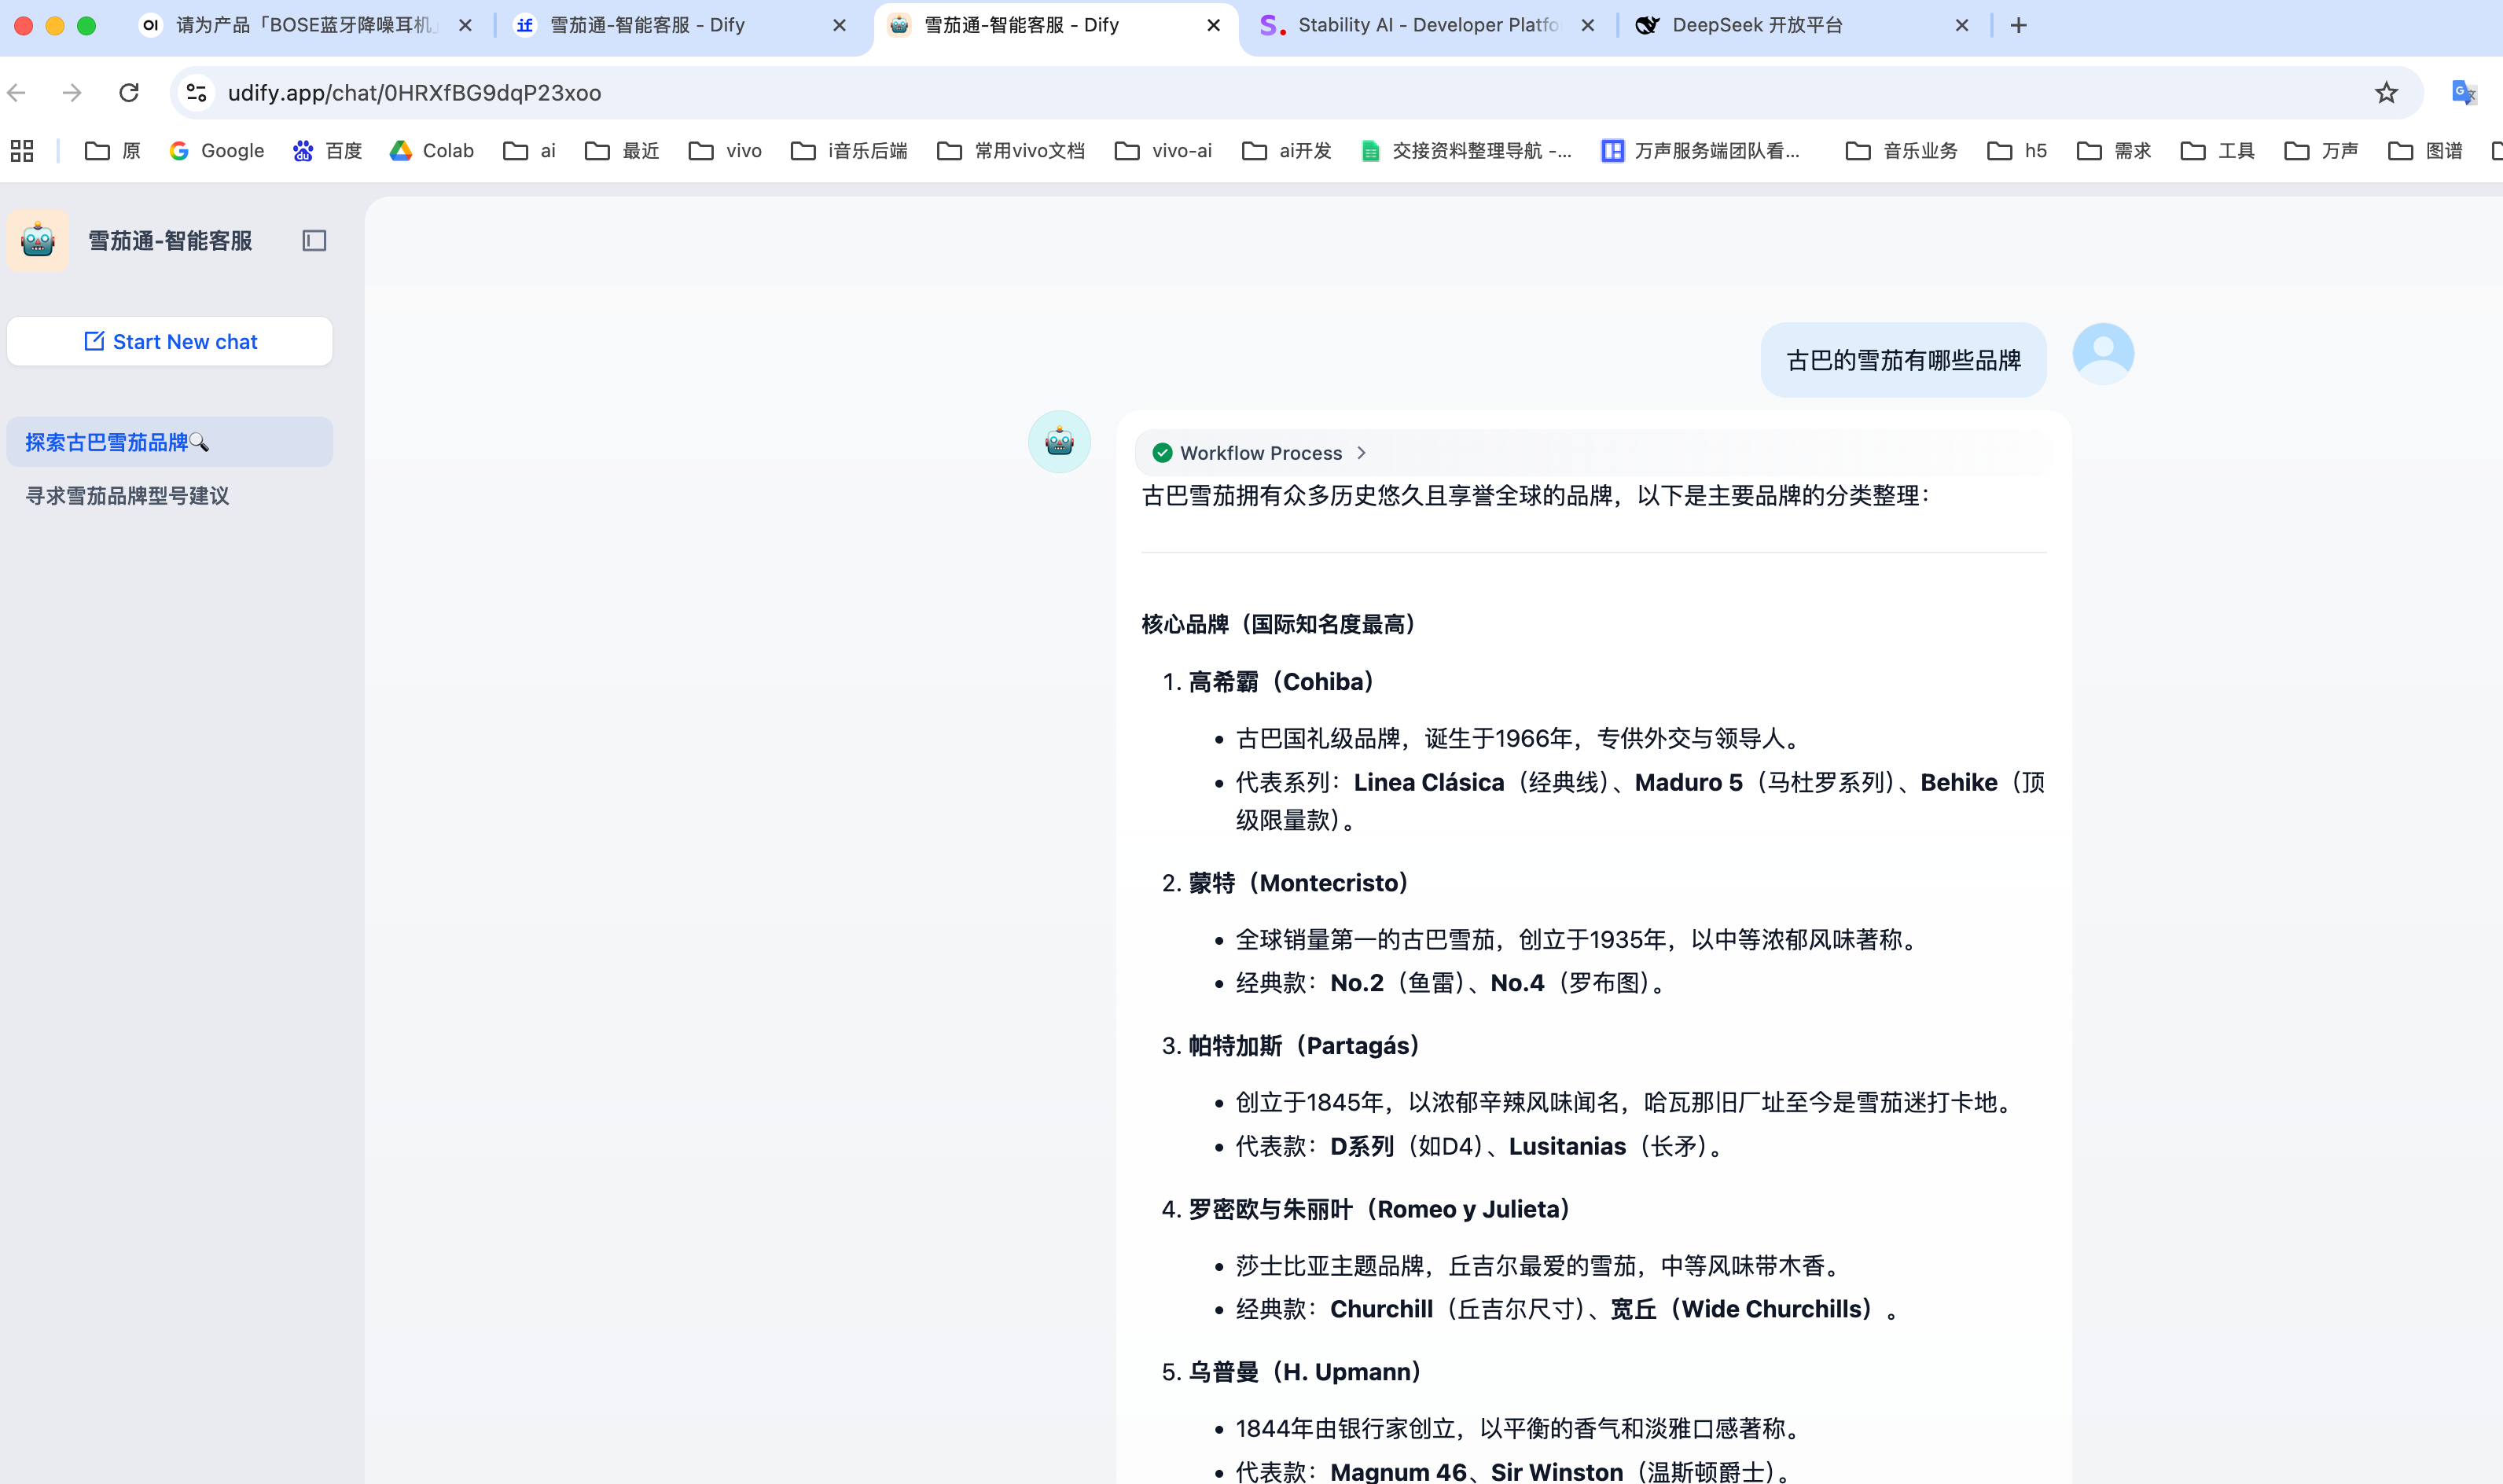 请为产品「BOSE蓝牙降噪耳机」
雪茄通-智能客服 - Dify
雪茄通-智能客服 - Dify
Stability AI - Developer Platfo
DeepSeek 开放平台
udify.app/chat/0HRXfBG9dqP23xoo
原 Google 百度 Colab ai 最近 vivo i音乐后端 常用vivo文档 vivo-ai ai开发 交接资料整理导航 -... 万声服务端团队看... 音乐业务 h5 需求 工具 万声 图谱
雪茄通-智能客服
Start New chat
探索古巴雪茄品牌🔍
寻求雪茄品牌型号建议
古巴的雪茄有哪些品牌
Workflow Process
古巴雪茄拥有众多历史悠久且享誉全球的品牌，以下是主要品牌的分类整理：
核心品牌（国际知名度最高）
1. 高希霸（Cohiba）
• 古巴国礼级品牌，诞生于1966年，专供外交与领导人。
• 代表系列：Linea Clásica（经典线）、Maduro 5（马杜罗系列）、Behike（顶
级限量款）。
2. 蒙特（Montecristo）
• 全球销量第一的古巴雪茄，创立于1935年，以中等浓郁风味著称。
• 经典款：No.2（鱼雷）、No.4（罗布图）。
3. 帕特加斯（Partagás）
• 创立于1845年，以浓郁辛辣风味闻名，哈瓦那旧厂址至今是雪茄迷打卡地。
• 代表款：D系列（如D4）、Lusitanias（长矛）。
4. 罗密欧与朱丽叶（Romeo y Julieta）
• 莎士比亚主题品牌，丘吉尔最爱的雪茄，中等风味带木香。
• 经典款：Churchill（丘吉尔尺寸）、宽丘（Wide Churchills）。
5. 乌普曼（H. Upmann）
• 1844年由银行家创立，以平衡的香气和淡雅口感著称。
• 代表款：Magnum 46、Sir Winston（温斯顿爵士）。